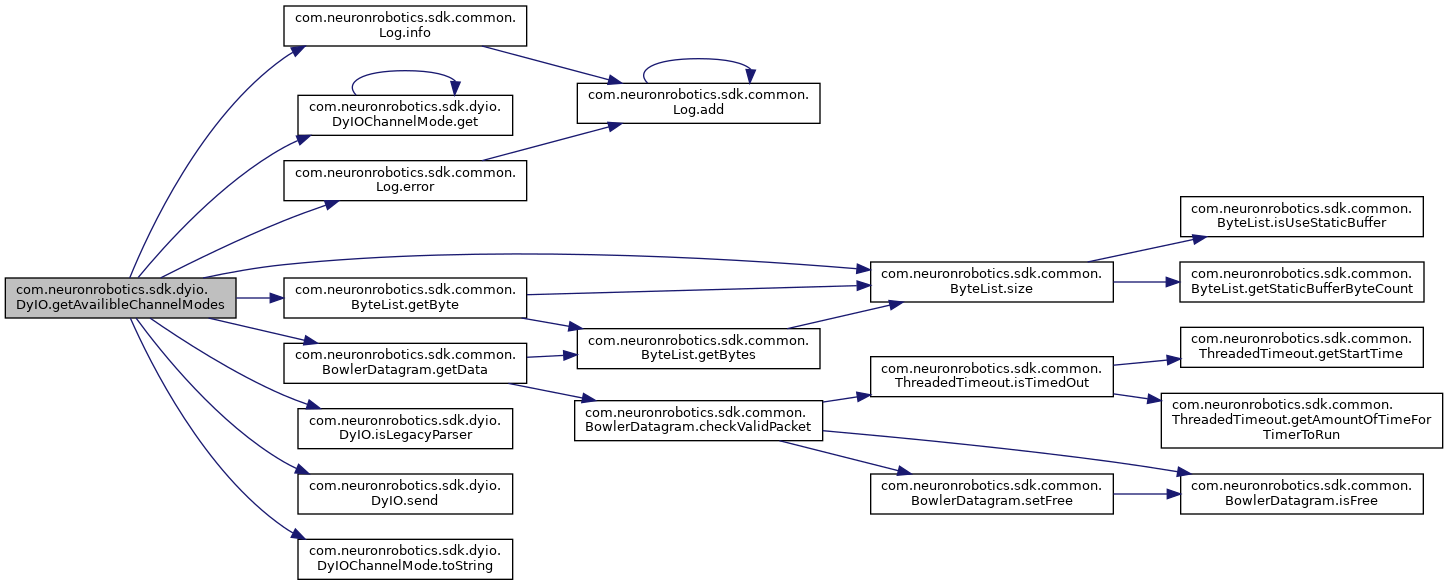 com.neuronrobotics.sdk.common.
Log.info
com.neuronrobotics.sdk.common.
Log.add
com.neuronrobotics.sdk.dyio.
DyIOChannelMode.get
com.neuronrobotics.sdk.common.
Log.error
com.neuronrobotics.sdk.common.
ByteList.isUseStaticBuffer
com.neuronrobotics.sdk.dyio.
DyIO.getAvailibleChannelModes
com.neuronrobotics.sdk.common.
ByteList.getByte
com.neuronrobotics.sdk.common.
ByteList.size
com.neuronrobotics.sdk.common.
ByteList.getStaticBufferByteCount
com.neuronrobotics.sdk.common.
ByteList.getBytes
com.neuronrobotics.sdk.common.
BowlerDatagram.getData
com.neuronrobotics.sdk.common.
ThreadedTimeout.getStartTime
com.neuronrobotics.sdk.common.
ThreadedTimeout.isTimedOut
com.neuronrobotics.sdk.common.
ThreadedTimeout.getAmountOfTimeFor
TimerToRun
com.neuronrobotics.sdk.dyio.
DyIO.isLegacyParser
com.neuronrobotics.sdk.common.
BowlerDatagram.checkValidPacket
com.neuronrobotics.sdk.dyio.
DyIO.send
com.neuronrobotics.sdk.common.
BowlerDatagram.setFree
com.neuronrobotics.sdk.common.
BowlerDatagram.isFree
com.neuronrobotics.sdk.dyio.
DyIOChannelMode.toString